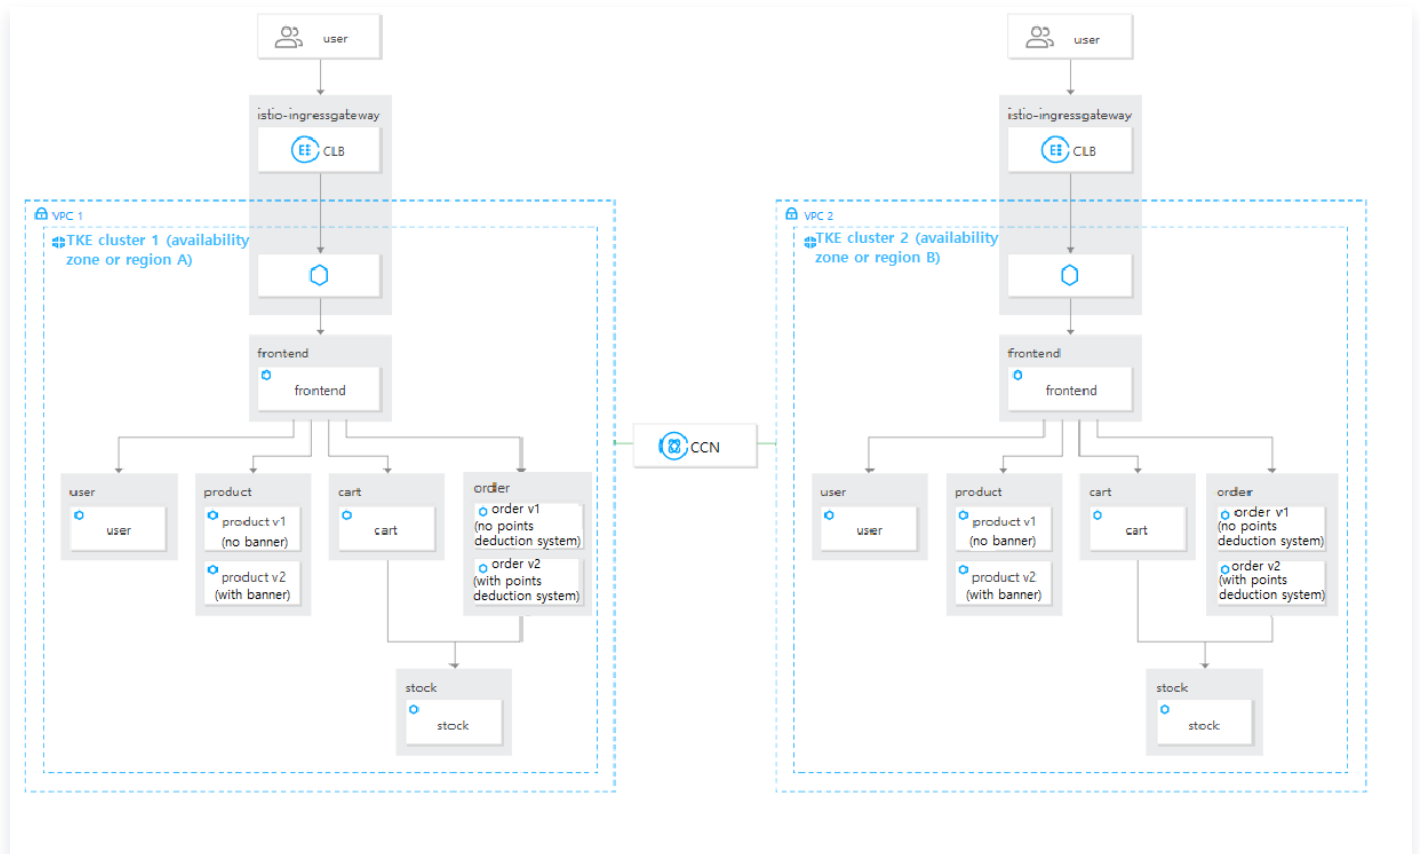 user
istio-ingressgateway
CLB
VPC 1
TKE cluster 1 (availability
zone or region A)
frontend
frontend
user
user
product
product v1
(no banner)
product v2
(with banner)
cart
cart
order
order v1
(no points
deduction system)
order v2
(with points
deduction system)
stock
stock
CCN
user
istio-ingressgateway
CLB
VPC 2
TKE cluster 2 (availability
zone or region B)
frontend
frontend
user
user
product
product v1
(no banner)
product v2
(with banner)
cart
cart
order
order v1
(no points
deduction system)
order v2
(with points
deduction system)
stock
stock